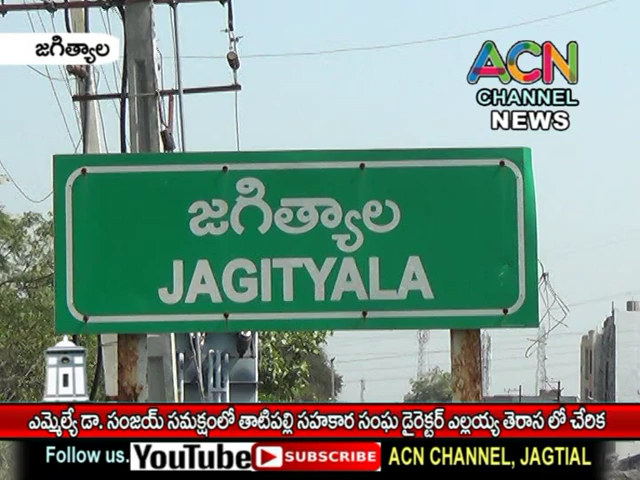 జగిత్యాల
ACN
CHANNEL
NEWS
జగిత్యాల
JAGITYALA
ఎమ్మెల్యే డా. సంజయ్ సమక్షంలో తాటిపల్లి సహకార సంఘ డైరెక్టర్ ఎల్లయ్య తెరాస లో చేరిక
Follow us. YouTube SUBSCRIBE ACN CHANNEL, JAGTIAL